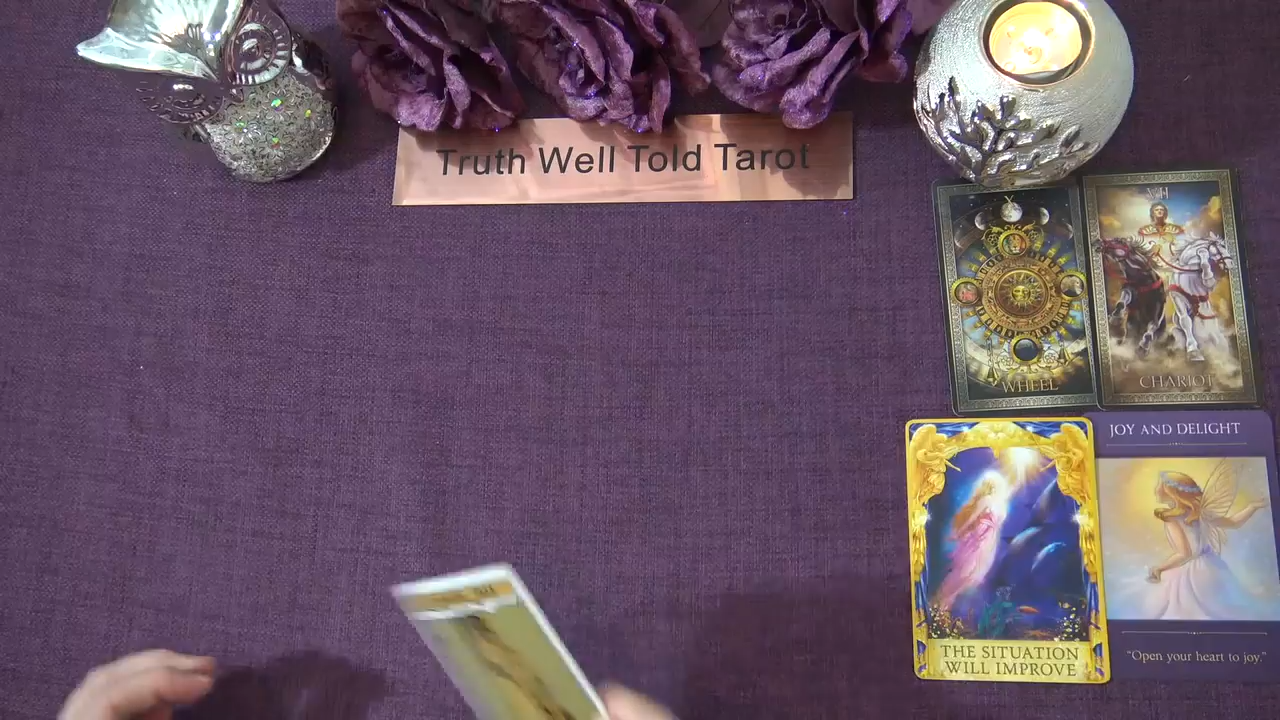 Truth Well Told Tarot
X
VII
WHEEL
CHARIOT
JOY AND DELIGHT
THE SITUATION
WILL IMPROVE
"Open your heart to joy."